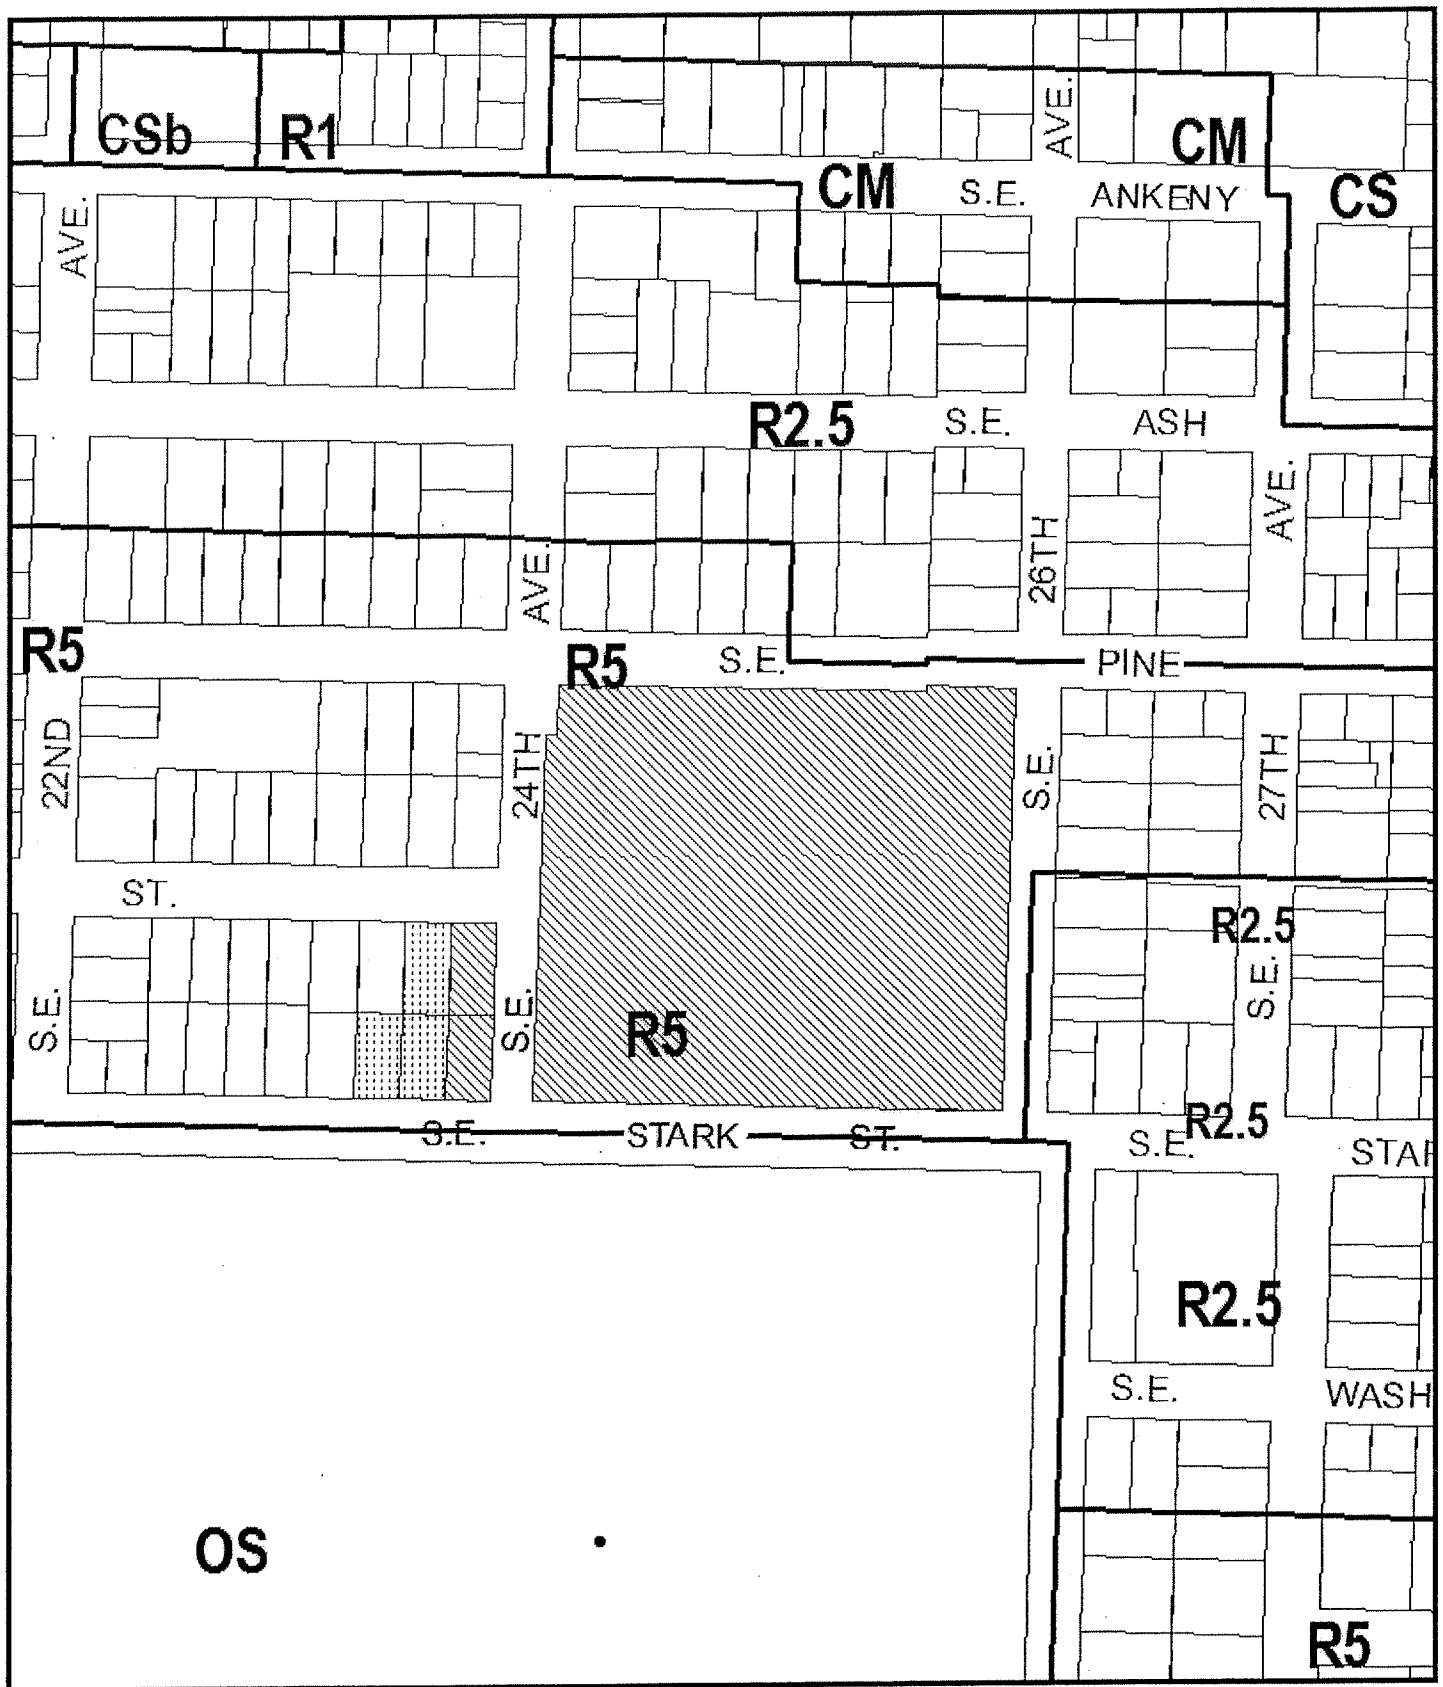 CSb
R1
AVE.
CM
CM
S.E.
ANKENY
CS
AVE.
R2.5
S.E.
ASH
AVE.
AVE.
26TH
R5
R5
S.E.
PINE
22ND
24TH
S.E.
27TH
ST.
R2.5
S.E.
S.E.
S.E.
R5
S.E.
STARK
ST.
R2.5
S.E.
STAR
R2.5
S.E.
WASH
OS
R5